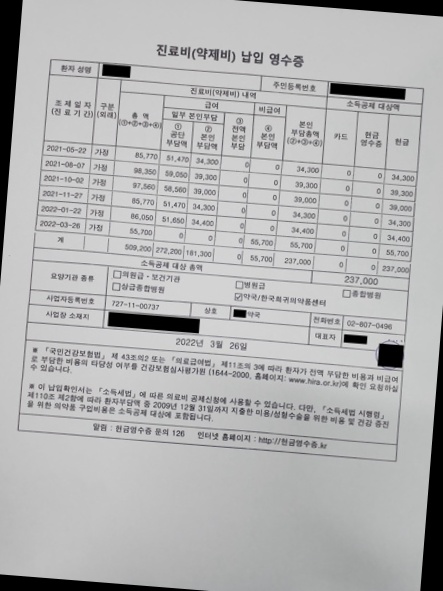 진료비(약제비) 납입 영수증
환자 성명 주민등록번호
조 제 일 자 (진 료 기 간) 구분 (외래) 진료비(약제비) 내역 소득공제 대상액
총 액 (①+②+③+④) 급여 비급여 본인 부담총액 (②+③+④) 카드 현금 영수증 현금
일부 본인부담 ③ 전액 본인 부담 ④ 본인 부담액
① 공단 부담액 ② 본인 부담액
2021-05-22 가정 85,770 51,470 34,300 0 0 34,300 0 0 34,300
2021-08-07 가정 98,350 59,050 39,300 0 0 39,300 0 0 39,300
2021-10-02 가정 97,560 58,560 39,000 0 0 39,000 0 0 39,000
2021-11-27 가정 85,770 51,470 34,300 0 0 34,300 0 0 34,300
2022-01-22 가정 86,050 51,650 34,400 0 0 34,400 0 0 34,400
2022-03-26 가정 55,700 0 0 0 55,700 55,700 0 0 55,700
계 509,200 272,200 181,300 0 55,700 237,000 0 0 237,000
소득공제 대상 총액 237,000
요양기관 종류 □의원급ㆍ보건기관 □병원급 □종합병원
□상급종합병원 ☑약국/한국희귀의약품센터
사업자등록번호 727-11-00737 상호 약국 전화번호 02-807-0496
사업장 소재지 대표자
2022년 3월 26일
※ 「국민건강보험법」 제 43조의2 또는 「의료급여법」 제11조의 3에 따라 환자가 전액 부담한 비용과 비급여
로 부담한 비용의 타당성 여부를 건강보험심사평가원 (1644-2000, 홈페이지: www.hira.or.kr)에 확인 요청하실
수 있습니다.
※ 이 납입확인서는 「소득세법」에 따른 의료비 공제신청에 사용할 수 있습니다. 다만, 「소득세법 시행령」
제110조 제2항에 따라 환자부담액 중 2009년 12월 31일까지 지출한 미용/성형수술을 위한 비용 및 건강 증진
을 위한 의약품 구입비용은 소득공제 대상에 포함됩니다.
알림 : 현금영수증 문의 126 인터넷 홈페이지 : http://현금영수증.kr